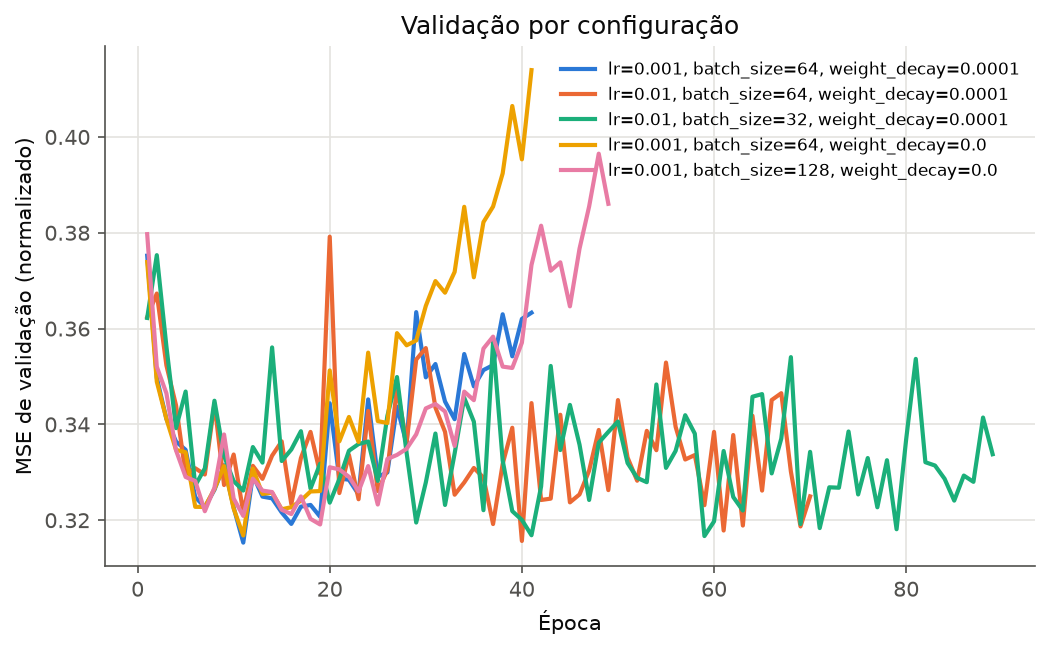 Validação por configuração
lr=0.001, batch_size=64, weight_decay=0.0001
lr=0.01, batch_size=64, weight_decay=0.0001
lr=0.01, batch_size=32, weight_decay=0.0001
lr=0.001, batch_size=64, weight_decay=0.0
lr=0.001, batch_size=128, weight_decay=0.0
MSE de validação (normalizado)
0.40
0.38
0.36
0.34
0.32
0 20 40 60 80
Época